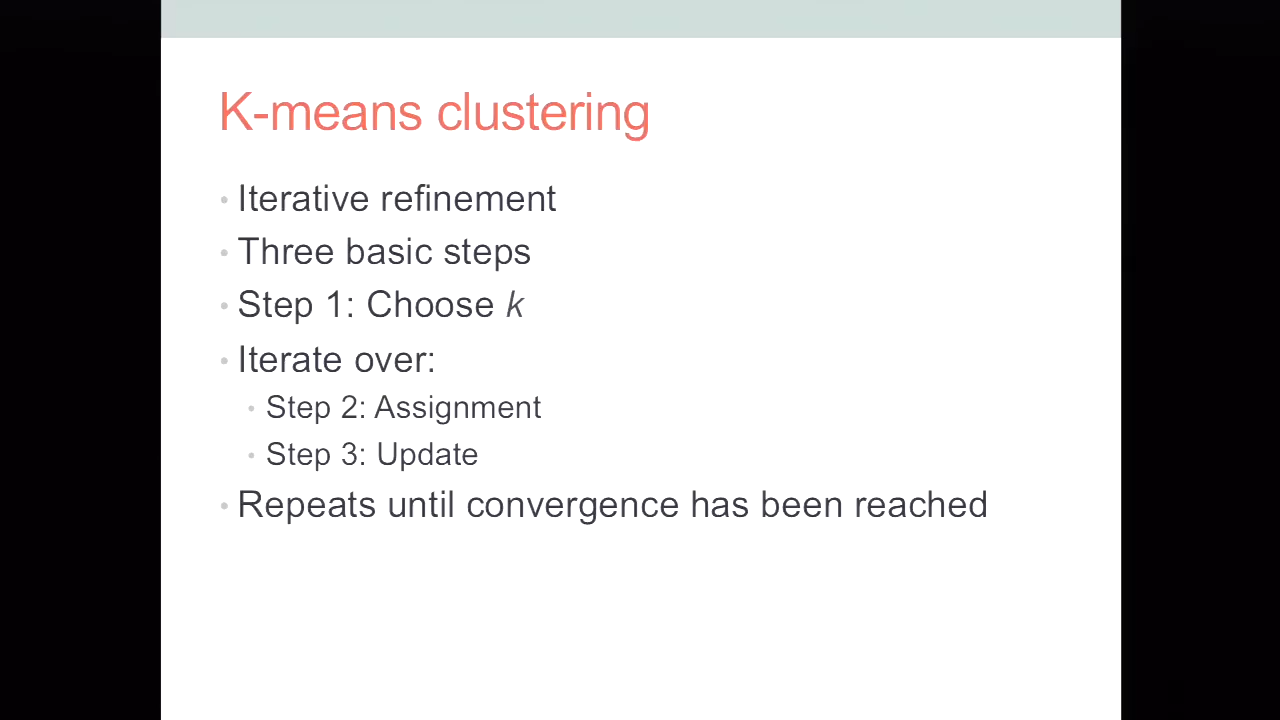 K-means clustering
• Iterative refinement
• Three basic steps
• Step 1: Choose k
• Iterate over:
• Step 2: Assignment
• Step 3: Update
• Repeats until convergence has been reached